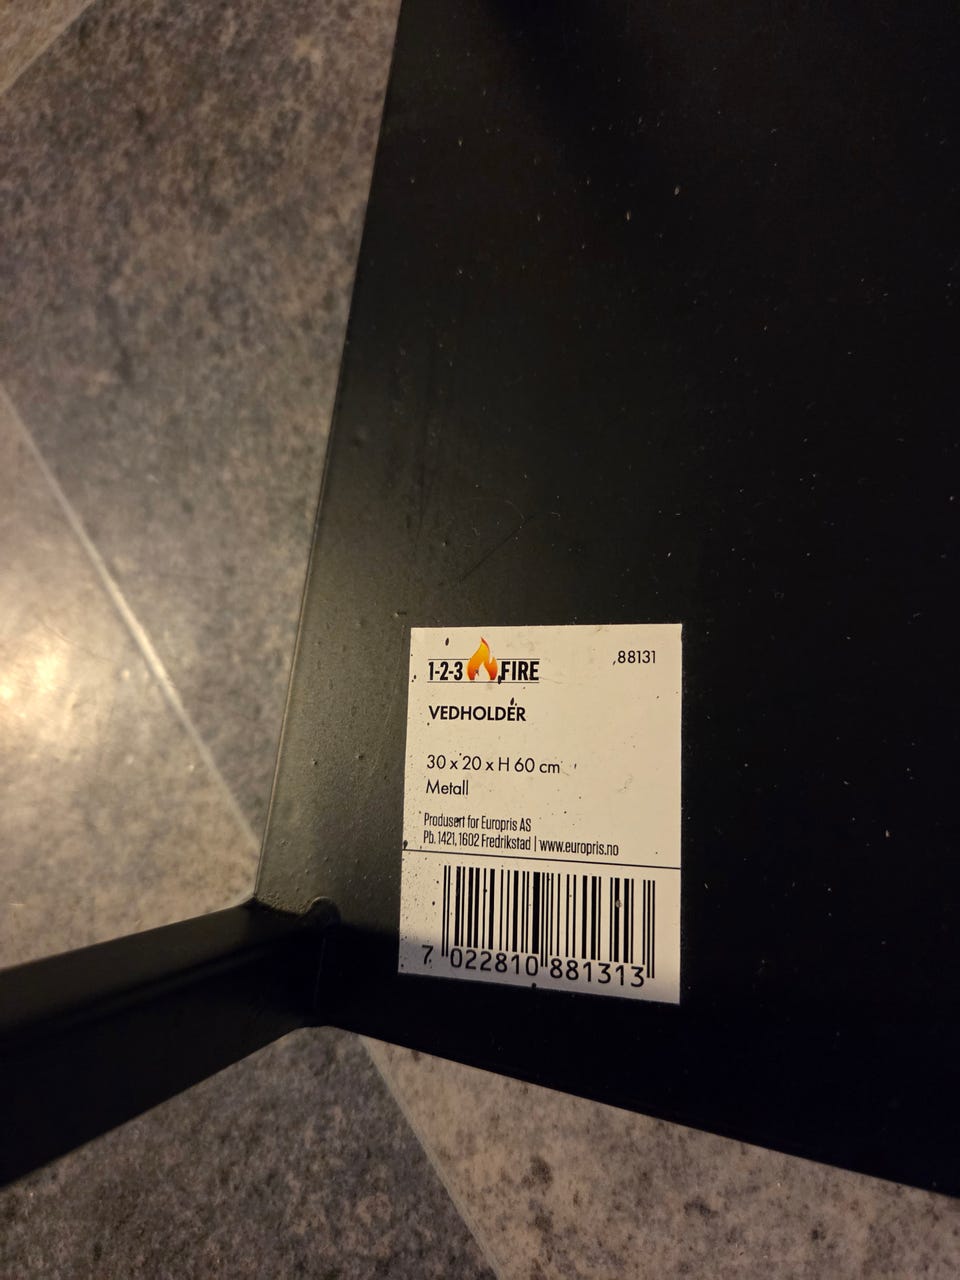 1-2-3 FIRE
88131
VEDHOLDER
30 x 20 x H 60 cm
Metall
Produsert for Europris AS
Pb. 1421, 1602 Fredrikstad | www.europris.no
7 022810 881313